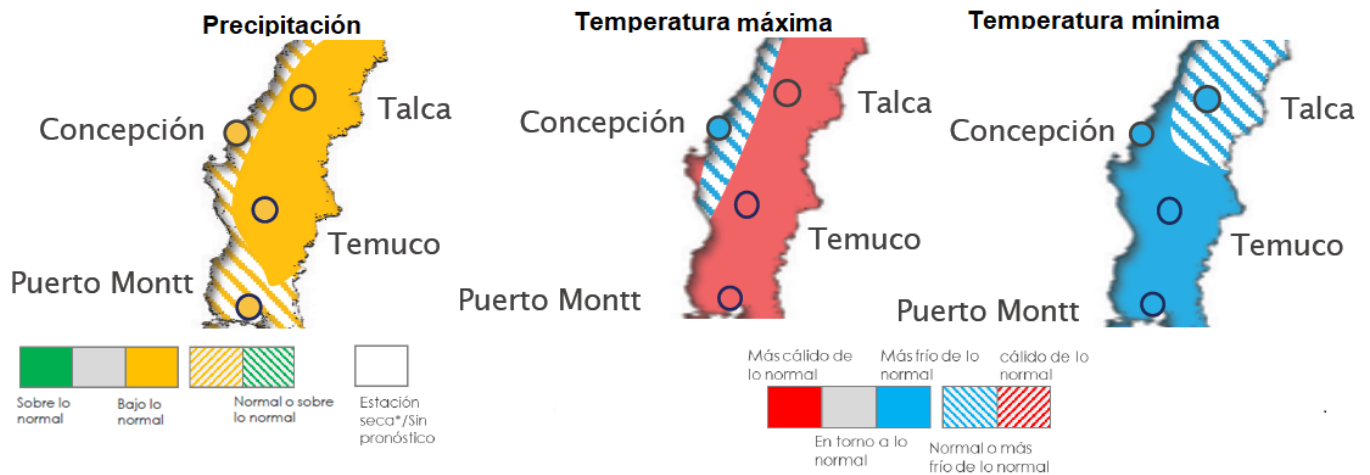 Precipitación
Temperatura máxima
Temperatura mínima
Talca
Concepción
Temuco
Puerto Montt
Talca
Concepción
Temuco
Puerto Montt
Talca
Concepción
Temuco
Puerto Montt
Sobre lo
normal
Bajo lo
normal
Normal o sobre
lo normal
Estación
seca*/Sin
pronóstico
Más cálido de
lo normal
Más frío de lo
normal
cálido de lo
normal
En torno a lo
normal
Normal o más
frío de lo normal